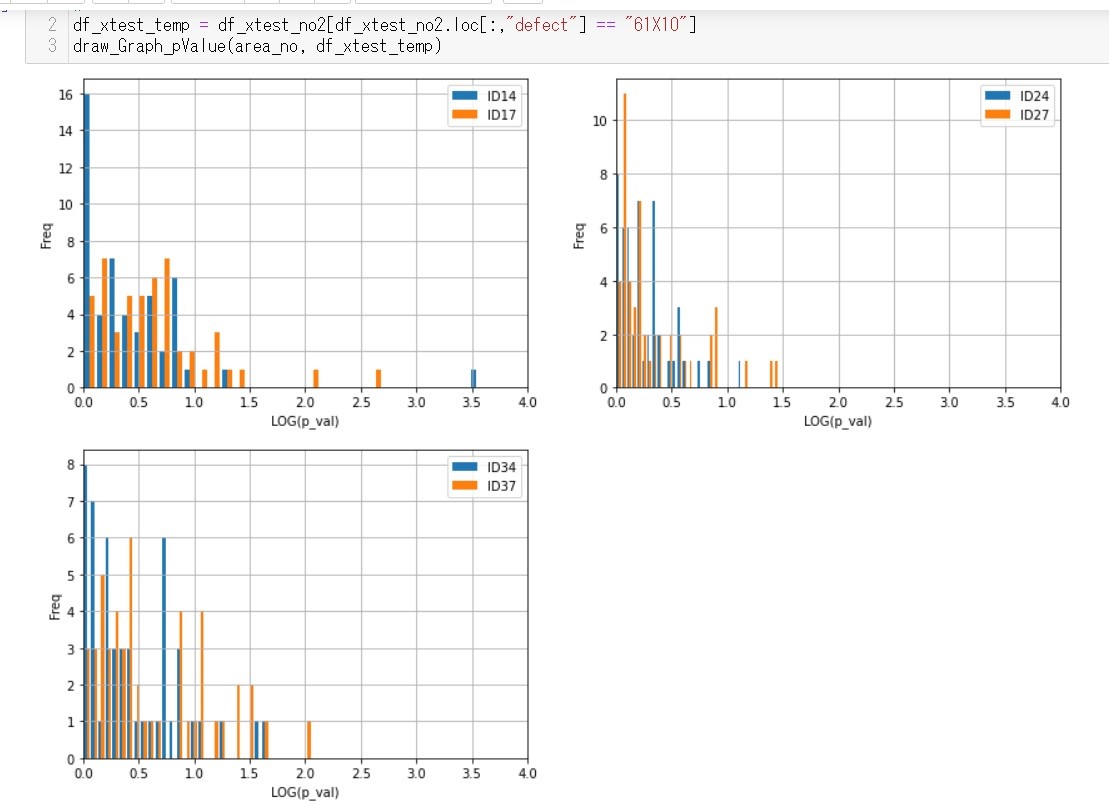 2 df_xtest_temp = df_xtest_no2[df_xtest_no2.loc[:,"defect"] == "61X10"]
3 draw_Graph_pValue(area_no, df_xtest_temp)
ID14
ID17
16
14
12
10
8
6
4
2
0
Freq
0.0 0.5 1.0 1.5 2.0 2.5 3.0 3.5 4.0
LOG(p_val)
ID24
ID27
10
8
6
4
2
0
Freq
0.0 0.5 1.0 1.5 2.0 2.5 3.0 3.5 4.0
LOG(p_val)
ID34
ID37
8
7
6
5
4
3
2
1
0
Freq
0.0 0.5 1.0 1.5 2.0 2.5 3.0 3.5 4.0
LOG(p_val)